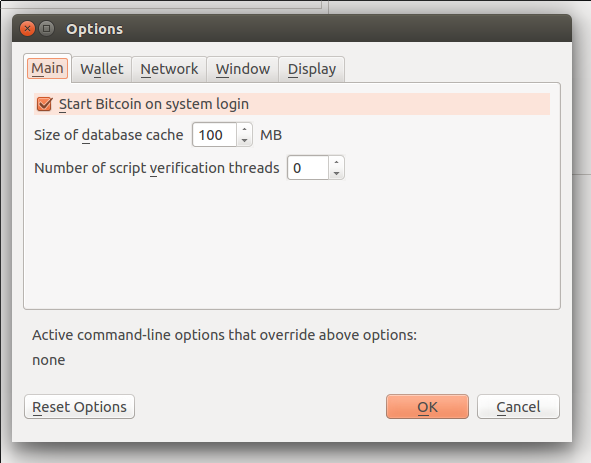 Options
Main Wallet Network Window Display
Start Bitcoin on system login
Size of database cache 100 MB
Number of script verification threads 0
Active command-line options that override above options:
none
Reset Options OK Cancel